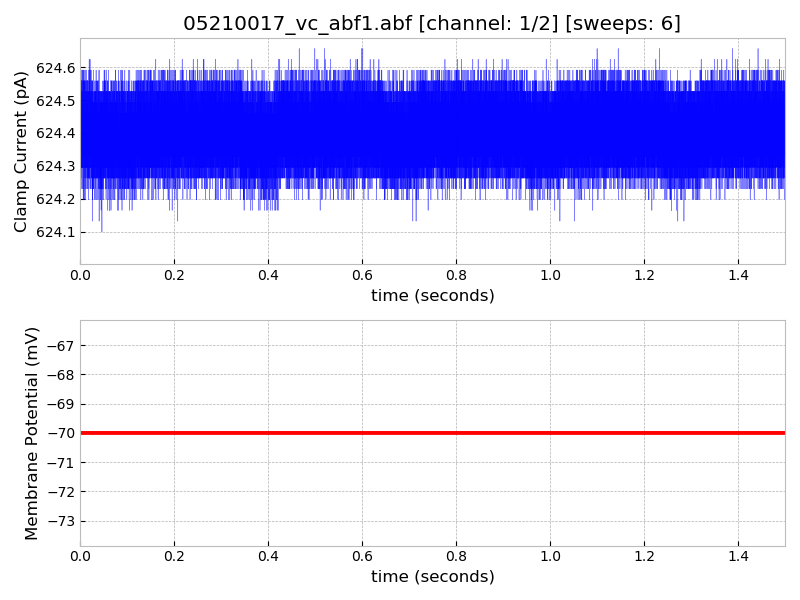 05210017_vc_abf1.abf [channel: 1/2] [sweeps: 6]
Clamp Current (pA)
624.6
624.5
624.4
624.3
624.2
624.1
0.0 0.2 0.4 0.6 0.8 1.0 1.2 1.4
time (seconds)
Membrane Potential (mV)
−67
−68
−69
−70
−71
−72
−73
0.0 0.2 0.4 0.6 0.8 1.0 1.2 1.4
time (seconds)